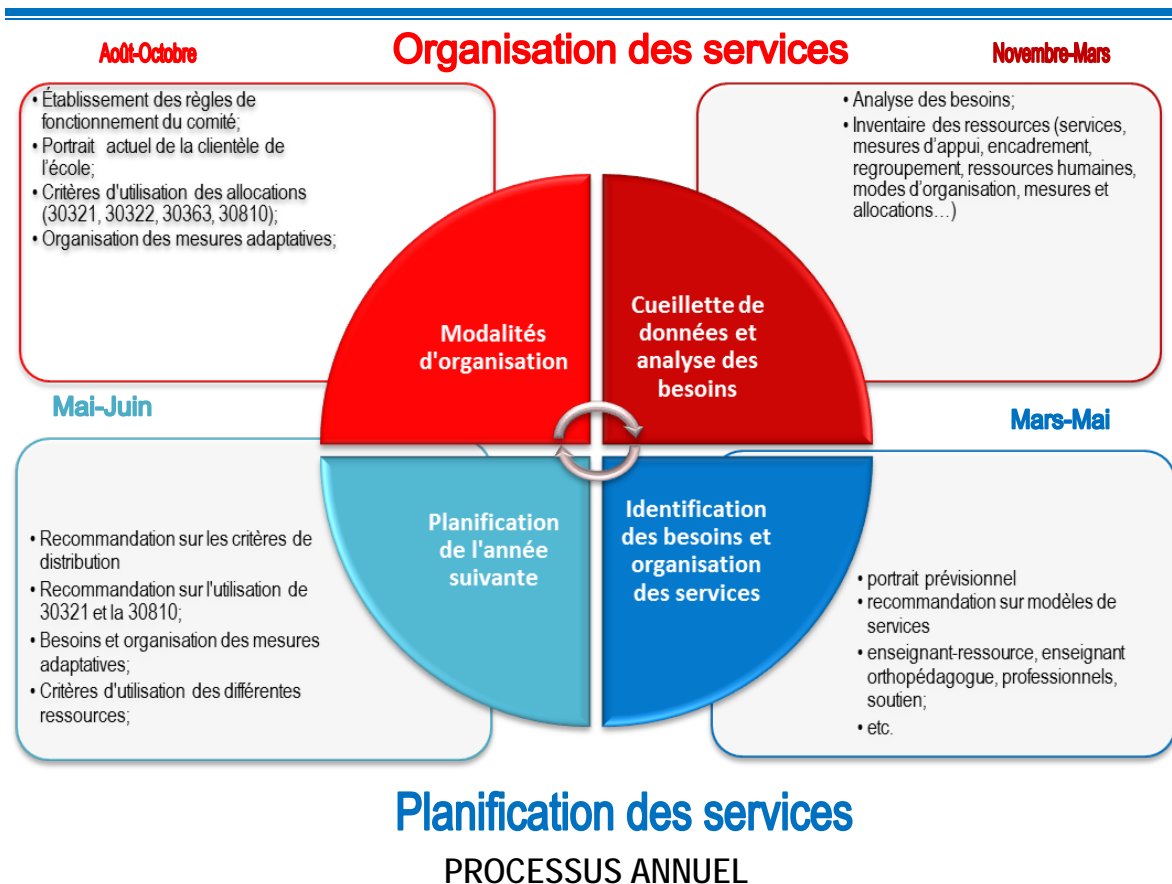 Organisation des services
Août-Octobre
• Établissement des règles de
fonctionnement du comité;
• Portrait actuel de la clientèle de
l'école;
• Critères d'utilisation des allocations
(30321, 30322, 30363, 30810);
• Organisation des mesures adaptatives;
Modalités
d'organisation
Novembre-Mars
• Analyse des besoins;
• Inventaire des ressources (services,
mesures d'appui, encadrement,
regroupement, ressources humaines,
modes d'organisation, mesures et
allocations…)
Cueillette de
données et
analyse des
besoins
Mars-Mai
Identification
des besoins et
organisation
des services
• portrait prévisionnel
• recommandation sur modèles de
services
• enseignant-ressource, enseignant
orthopédagogue, professionnels,
soutien;
• etc.
Mai-Juin
Planification
de l'année
suivante
• Recommandation sur les critères de
distribution
• Recommandation sur l'utilisation de
30321 et la 30810;
• Besoins et organisation des mesures
adaptatives;
• Critères d'utilisation des différentes
ressources;
Planification des services
PROCESSUS ANNUEL